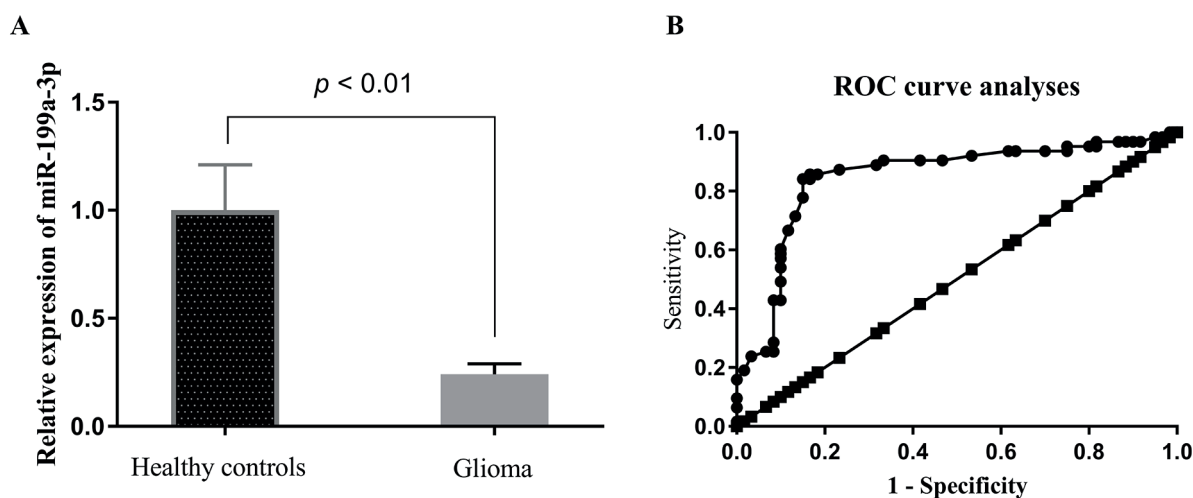 A
Relative expression of miR-199a-3p
p < 0.01
1.5
1.0
0.5
0.0
Healthy controls
Glioma
B
ROC curve analyses
Sensitivity
1.0
0.8
0.6
0.4
0.2
0.0
0.0 0.2 0.4 0.6 0.8 1.0
1 - Specificity